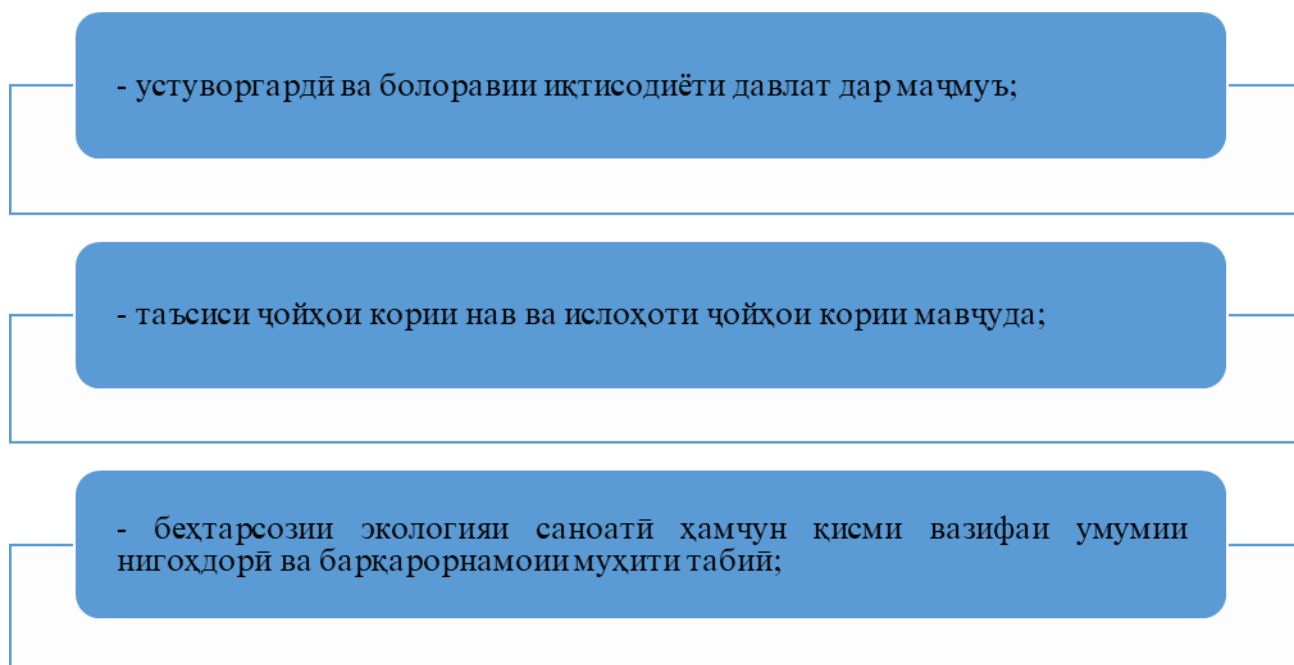 - устуворгардӣ ва болоравии иқтисодиёти давлат дар маҷмуъ;
- таъсиси ҷойҳои кории нав ва ислоҳоти ҷойҳои кории мавҷуда;
- беҳтарсозии экологияи саноатӣ ҳамчун қисми вазифаи умумии
нигоҳдорӣ ва барқарорнамоии муҳити табиӣ;